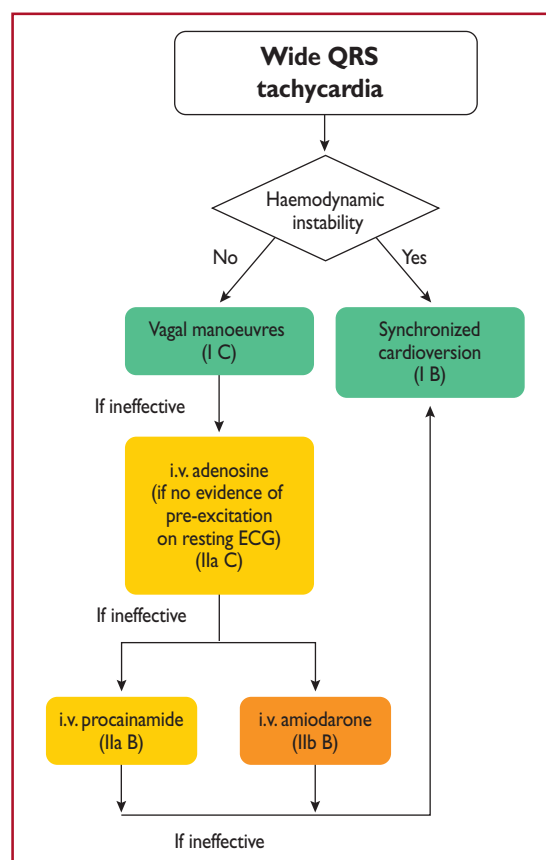 Wide QRS
tachycardia
Haemodynamic
instability
No
Yes
Vagal manoeuvres
(I C)
Synchronized
cardioversion
(I B)
If ineffective
i.v. adenosine
(if no evidence of
pre-excitation
on resting ECG)
(IIa C)
If ineffective
i.v. procainamide
(IIa B)
i.v. amiodarone
(IIb B)
If ineffective